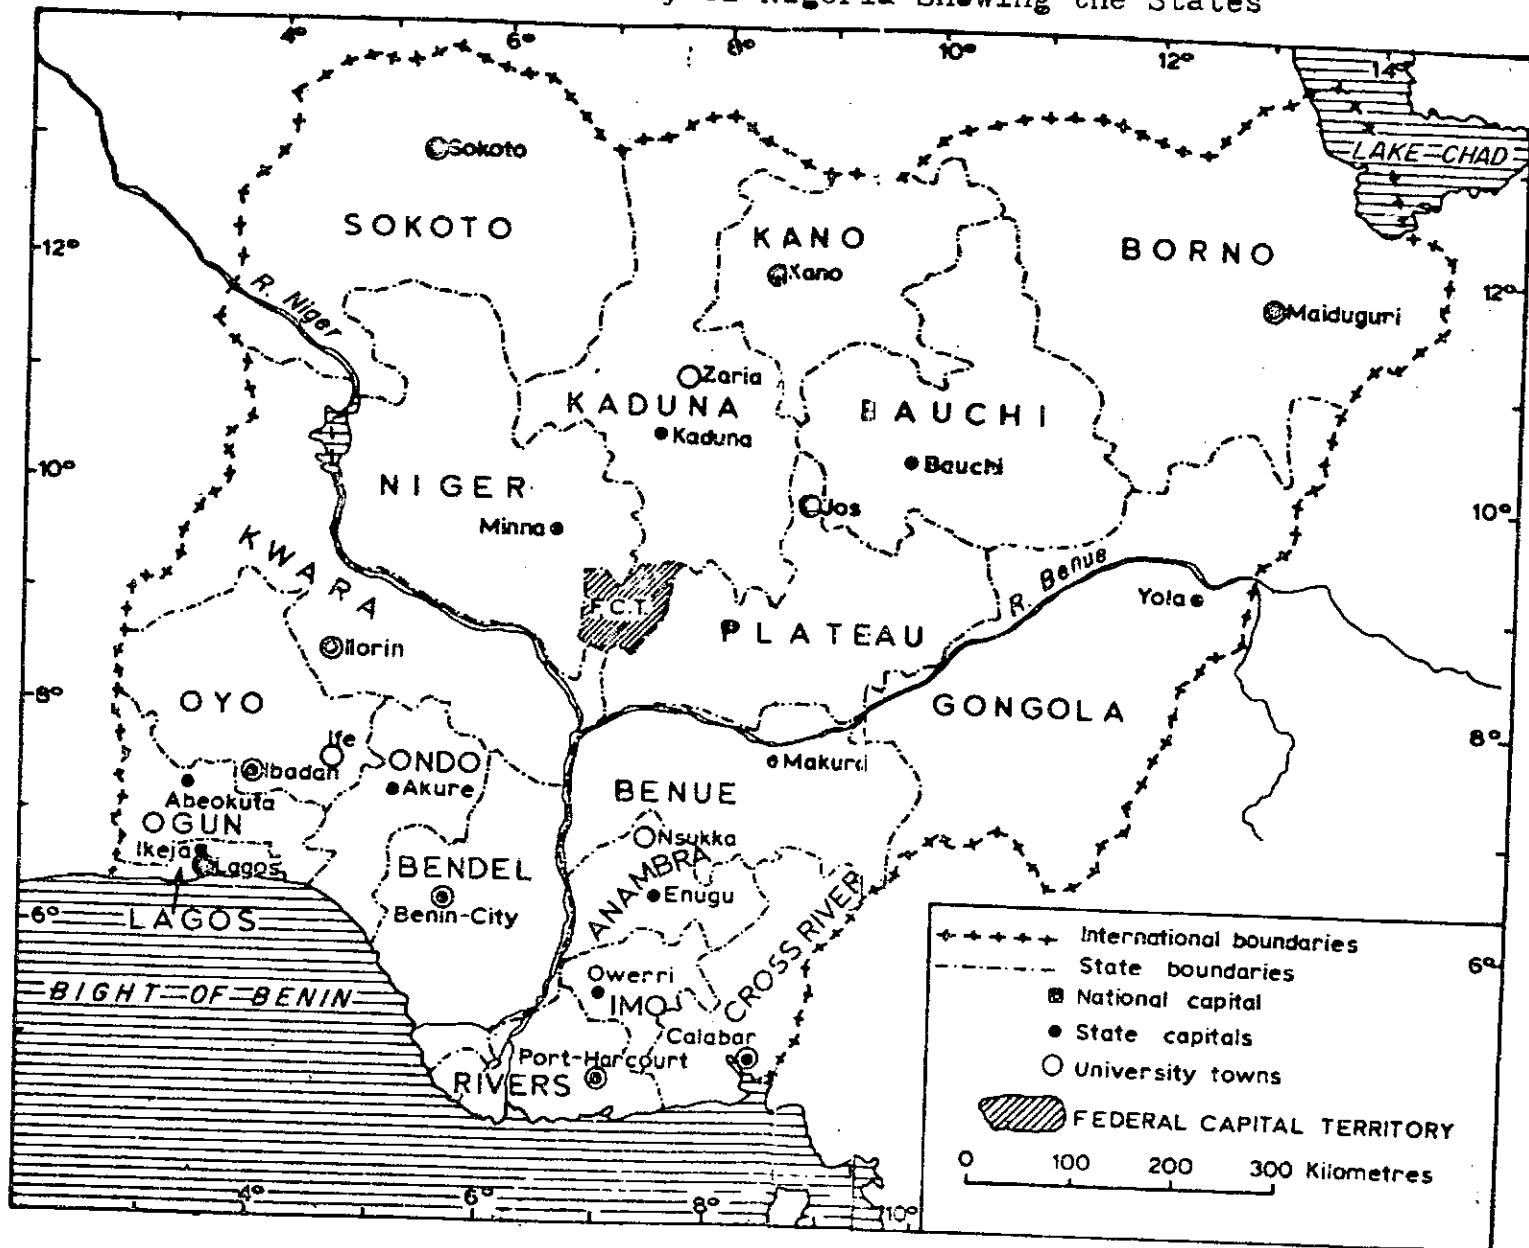 of Nigeria Showing the States
4° 6° 8° 10° 12° 14°
LAKE CHAD
Sokoto
SOKOTO
KANO
Kano
BORNO
12°
R. Niger
12°
Maiduguri
Zaria
KADUNA
Kaduna
BAUCHI
Bauchi
10°
NIGER
Minna
Jos
10°
KWARA
F.C.T.
R. Benue
Yola
PLATEAU
Ilorin
8°
OYO
GONGOLA
Ife
8°
Ibadan
ONDO
Akure
Makurdi
Abeokuta
BENUE
OGUN
Nsukka
Ikeja
Lagos
ANAMBRA
BENDEL
Enugu
Benin-City
CROSS RIVER
6°
LAGOS
Owerri
IMO
BIGHT OF BENIN
Calabar
Port-Harcourt
RIVERS
International boundaries
State boundaries
6°
National capital
State capitals
University towns
FEDERAL CAPITAL TERRITORY
0 100 200 300 Kilometres
4° 6° 8° 10°